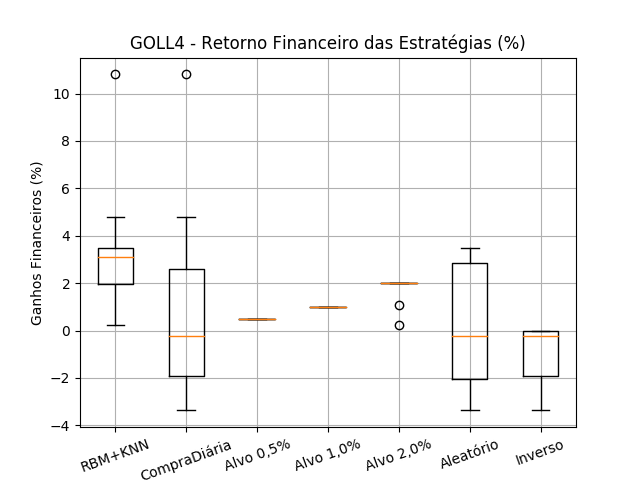 GOLL4 - Retorno Financeiro das Estratégias (%)
Ganhos Financeiros (%)
10
8
6
4
2
0
−2
−4
RBM+KNN
CompraDiária
Alvo 0,5%
Alvo 1,0%
Alvo 2,0%
Aleatório
Inverso